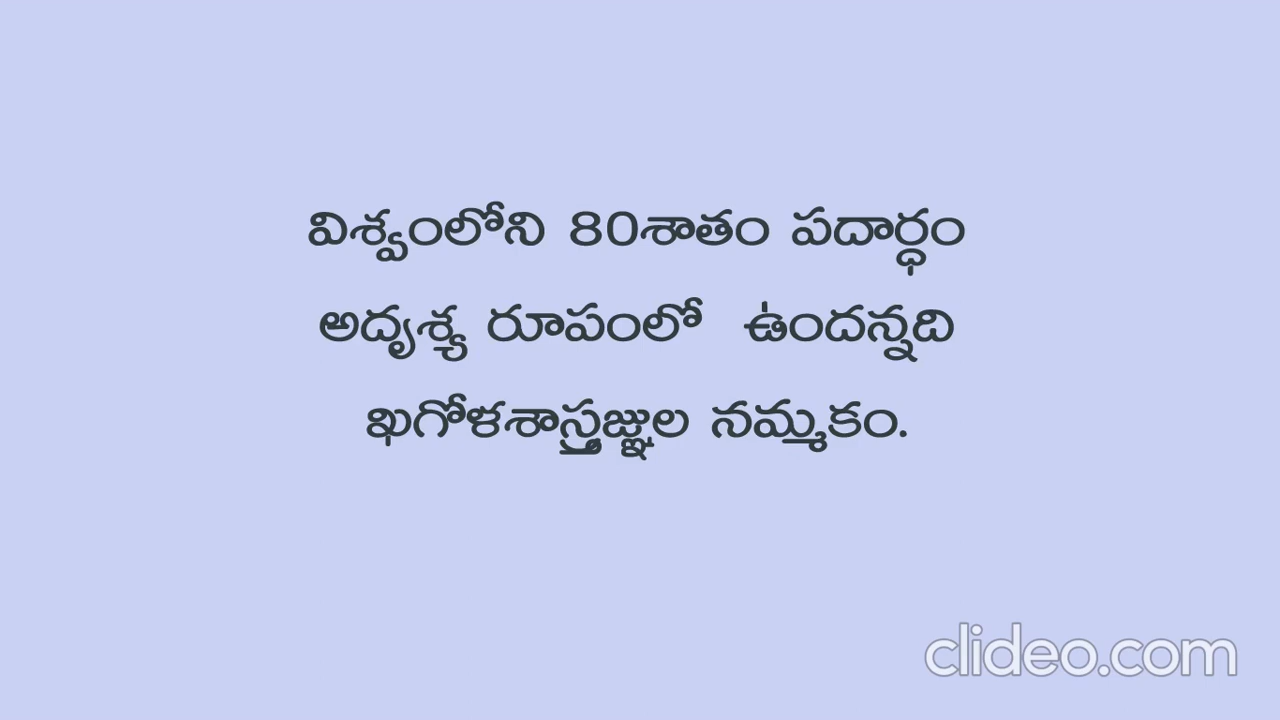 విశ్వంలోని 80శాతం పదార్ధం
అదృశ్య రూపంలో  ఉందన్నది
ఖగోళశాస్త్రజ్ఞుల నమ్మకం.
clideo.com